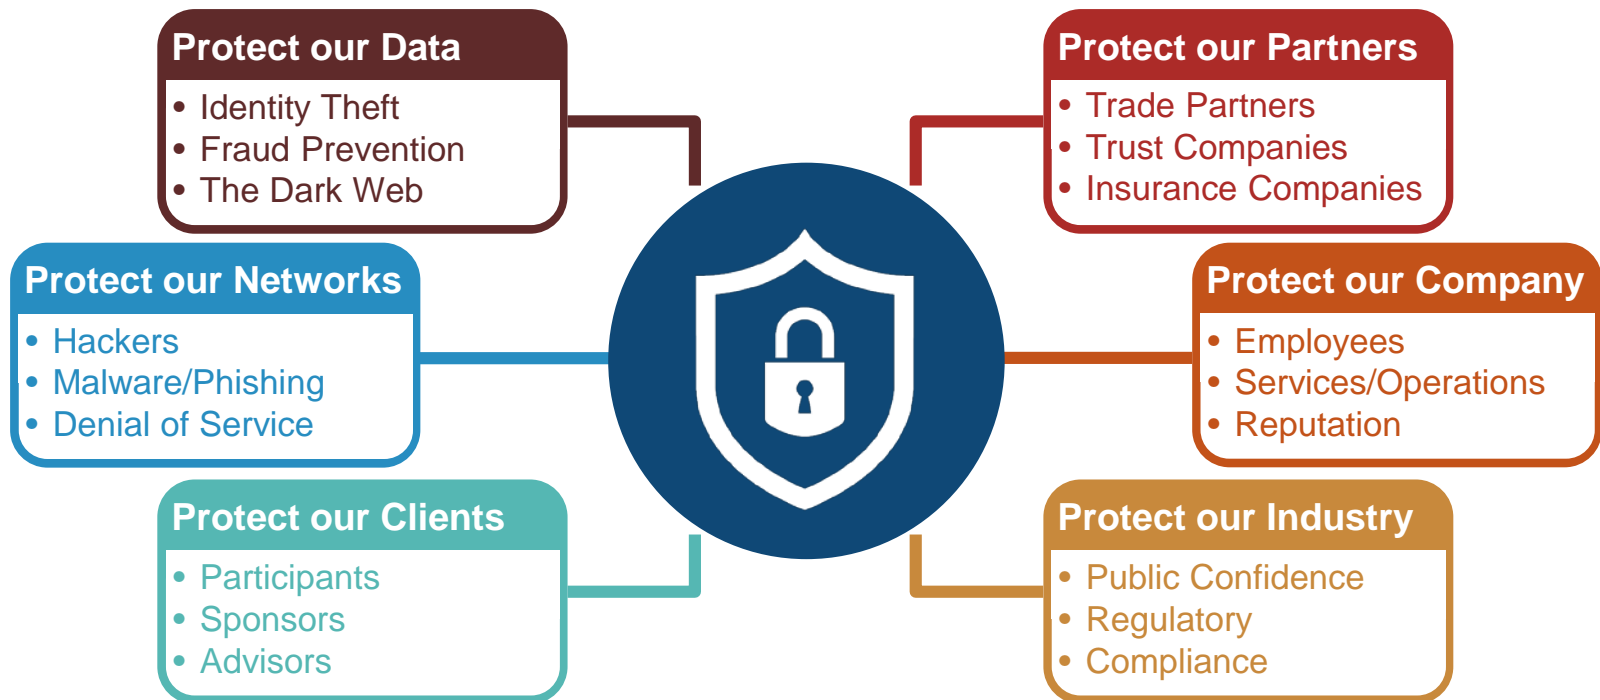 Protect our Data
• Identity Theft
• Fraud Prevention
• The Dark Web
Protect our Networks
• Hackers
• Malware/Phishing
• Denial of Service
Protect our Clients
• Participants
• Sponsors
• Advisors
Protect our Partners
• Trade Partners
• Trust Companies
• Insurance Companies
Protect our Company
• Employees
• Services/Operations
• Reputation
Protect our Industry
• Public Confidence
• Regulatory
• Compliance